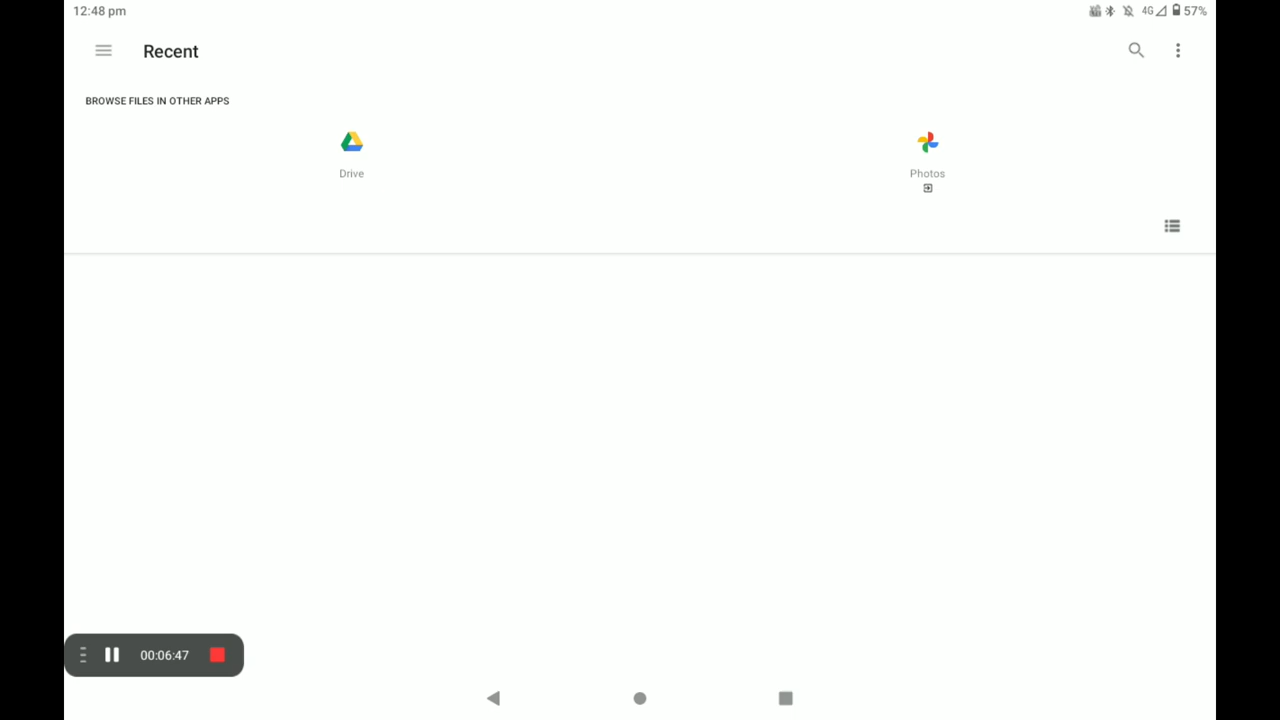 12:48 pm
4G 57%
Recent
BROWSE FILES IN OTHER APPS
Drive
Photos
00:06:47